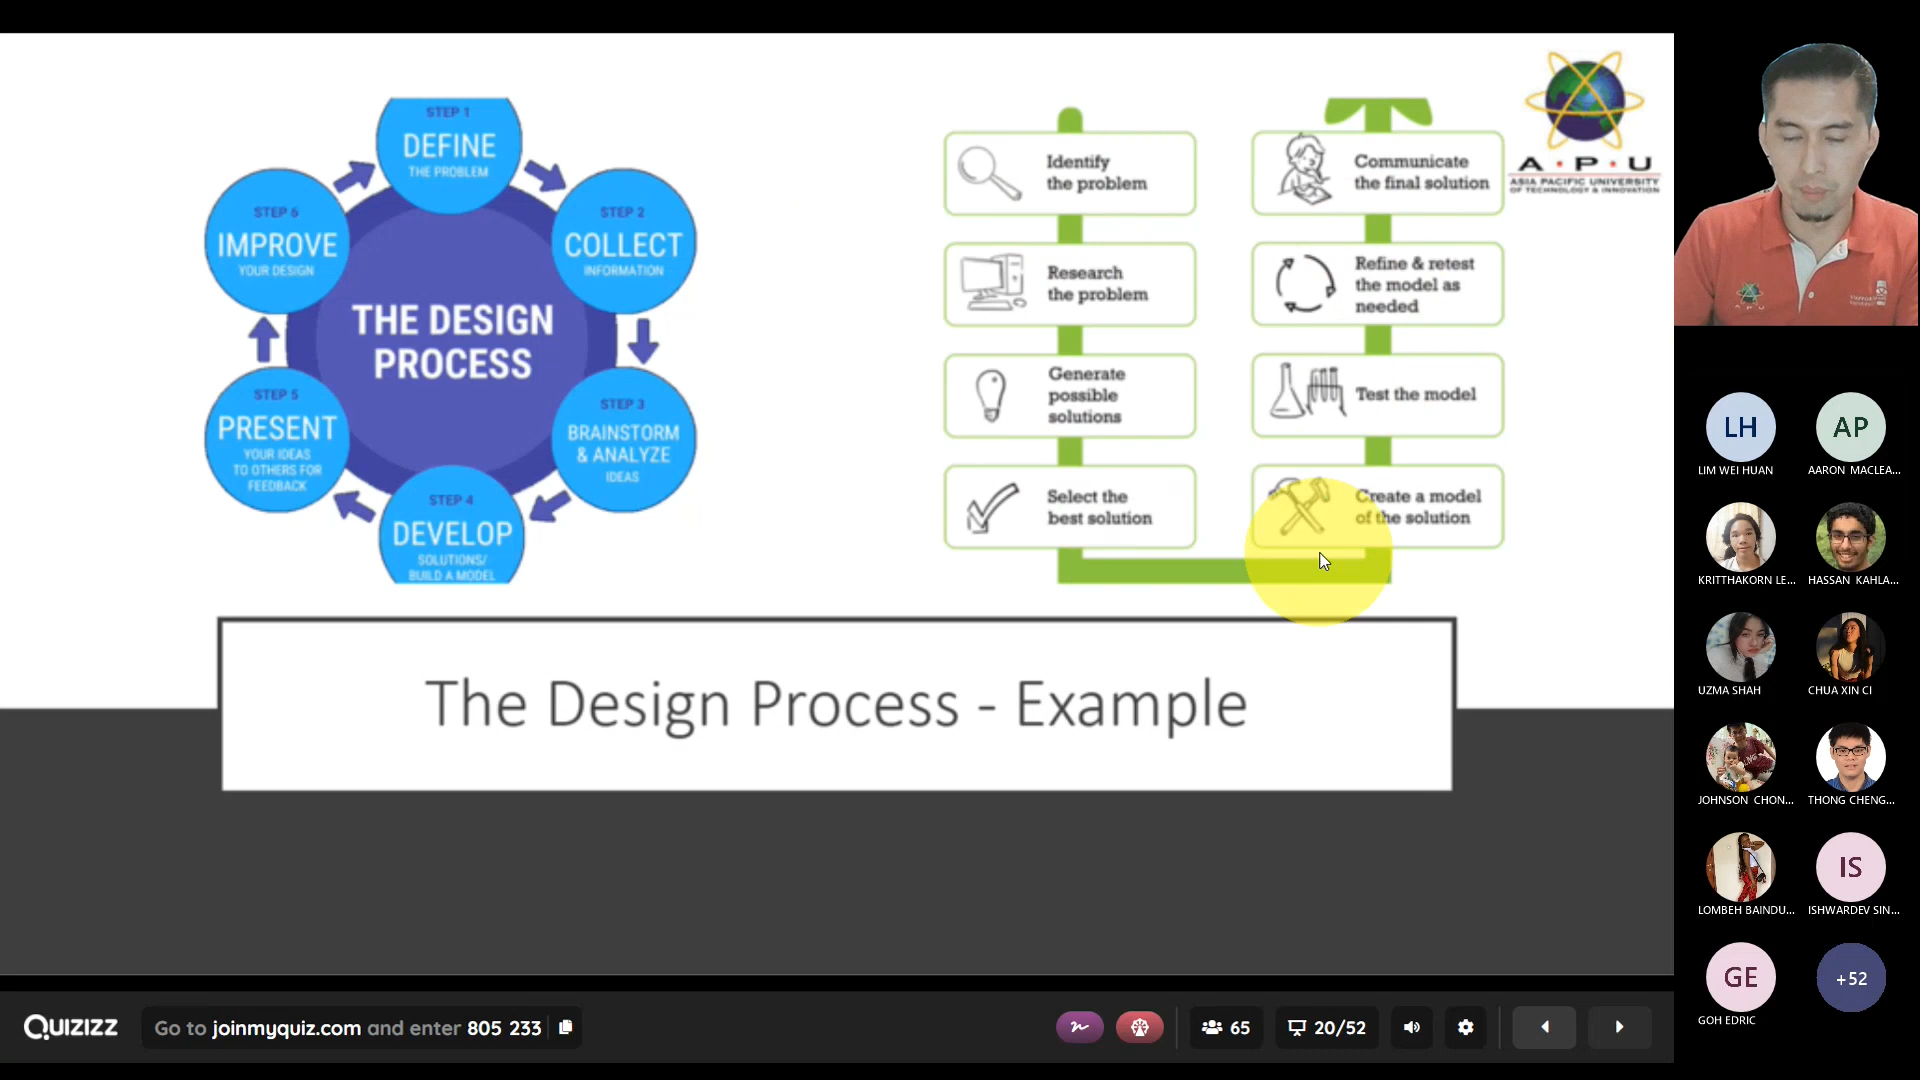 STEP 1
DEFINE
THE PROBLEM
STEP 2
COLLECT
INFORMATION
STEP 3
BRAINSTORM
& ANALYZE
IDEAS
STEP 4
DEVELOP
SOLUTIONS/
BUILD A MODEL
STEP 5
PRESENT
YOUR IDEAS
TO OTHERS FOR
FEEDBACK
STEP 6
IMPROVE
YOUR DESIGN
THE DESIGN
PROCESS
Identify
the problem
Research
the problem
Generate
possible
solutions
Select the
best solution
Communicate
the final solution
Refine & retest
the model as
needed
Test the model
Create a model
of the solution
A·P·U
ASIA PACIFIC UNIVERSITY
OF TECHNOLOGY & INNOVATION
The Design Process - Example
LH
LIM WEI HUAN
AP
AARON MACLEA...
KRITTHAKORN LE...
HASSAN KAHLA...
UZMA SHAH
CHUA XIN CI
JOHNSON CHON...
THONG CHENG...
LOMBEH BAINDU...
IS
ISHWARDEV SIN...
GE
GOH EDRIC
+52
QUIZIZZ
Go to joinmyquiz.com and enter 805 233
65
20/52